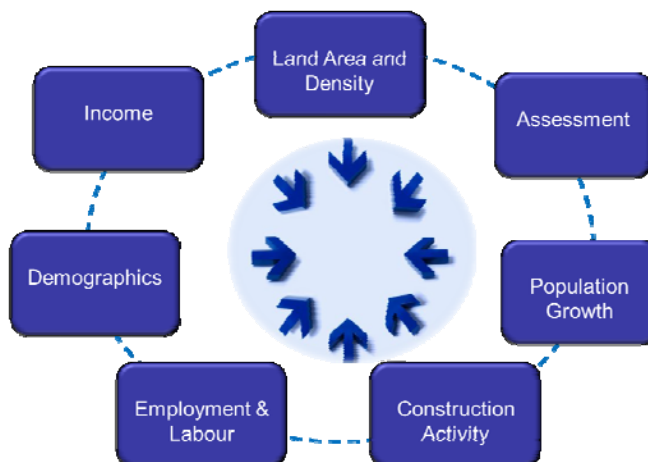 Land Area and
Density
Assessment
Population
Growth
Construction
Activity
Employment &
Labour
Demographics
Income